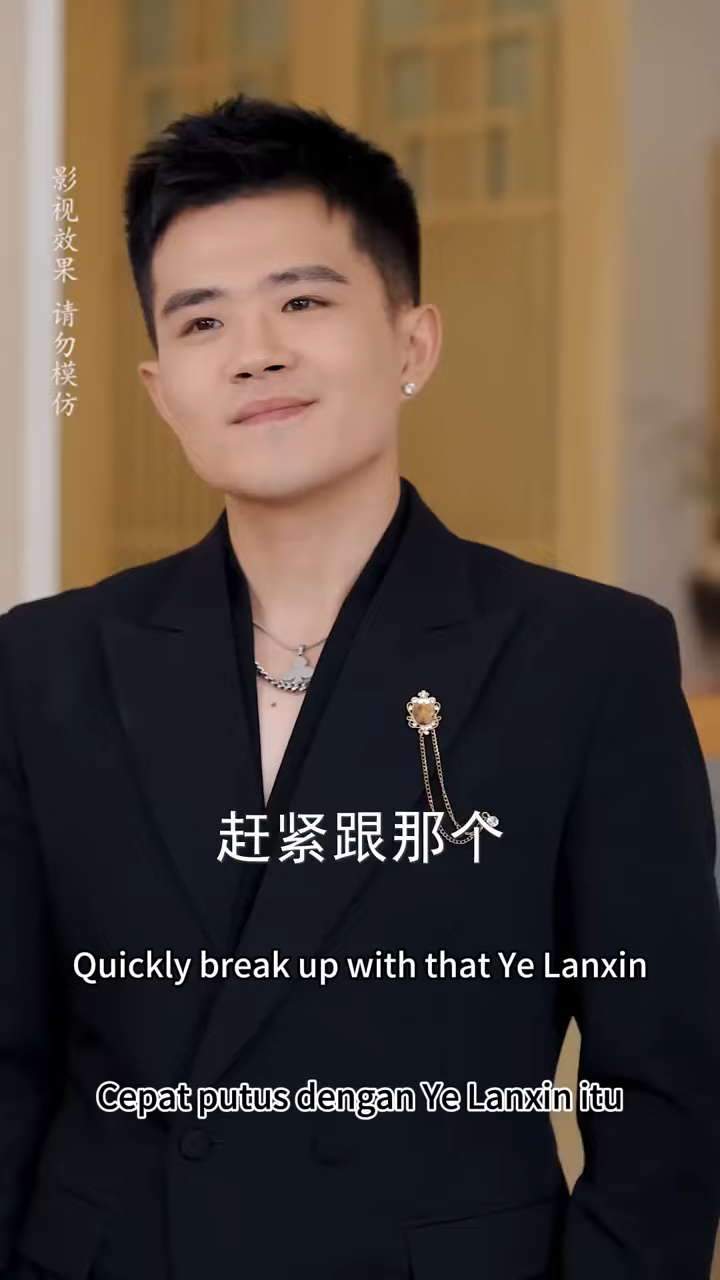 影视效果 请勿模仿
赶紧跟那个
Quickly break up with that Ye Lanxin
Cepat putus dengan Ye Lanxin itu